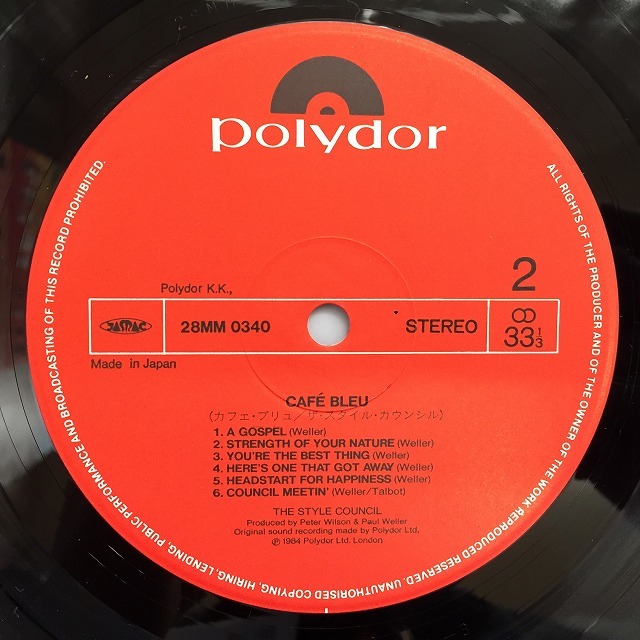 polydor
ALL RIGHTS OF THE PRODUCER AND OF THE OWNER OF THE WORK REPRODUCED RESERVED. UNAUTHORISED COPYING, HIRING, LENDING, PUBLIC PERFORMANCE AND BROADCASTING OF THIS RECORD PROHIBITED.
2
Polydor K.K.,
JASRAC
28MM 0340
STEREO
33 1/3
Made in Japan
CAFÉ BLEU
(カフェ・ブリュ/ザ・スタイル・カウンシル)
1. A GOSPEL (Weller)
2. STRENGTH OF YOUR NATURE (Weller)
3. YOU'RE THE BEST THING (Weller)
4. HERE'S ONE THAT GOT AWAY (Weller)
5. HEADSTART FOR HAPPINESS (Weller)
6. COUNCIL MEETIN' (Weller/Talbot)
THE STYLE COUNCIL
Produced by Peter Wilson & Paul Weller
Original sound recording made by Polydor Ltd.
℗ 1984 Polydor Ltd. London